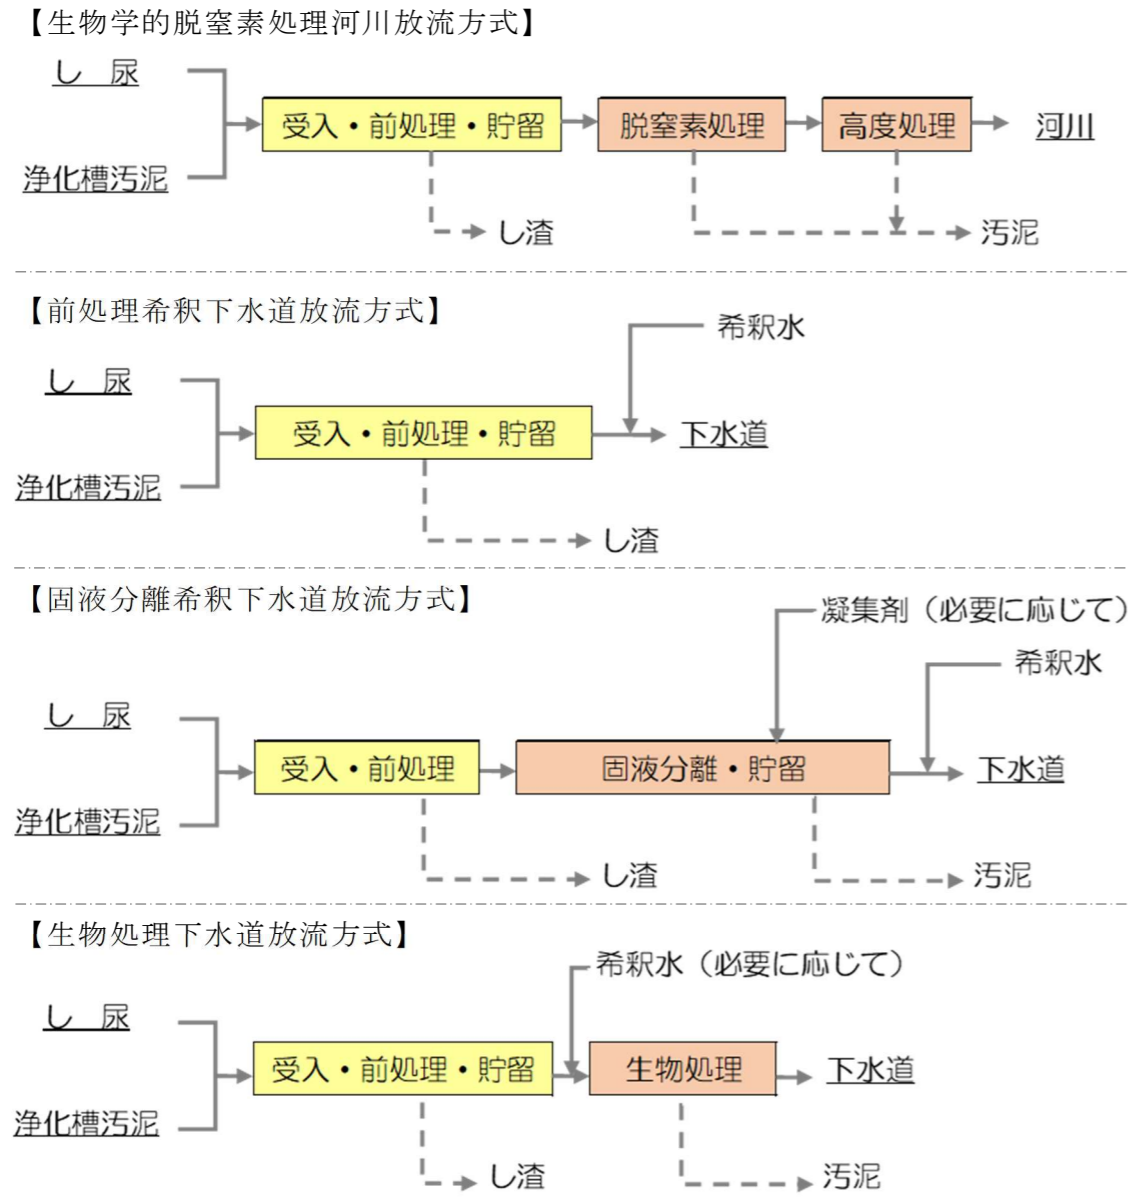 【生物学的脱窒素処理河川放流方式】
し 尿
受入・前処理・貯留
脱窒素処理
高度処理
河川
浄化槽汚泥
し渣
汚泥
【前処理希釈下水道放流方式】
希釈水
し 尿
受入・前処理・貯留
下水道
浄化槽汚泥
し渣
【固液分離希釈下水道放流方式】
凝集剤（必要に応じて）
希釈水
し 尿
受入・前処理
固液分離・貯留
下水道
浄化槽汚泥
し渣
汚泥
【生物処理下水道放流方式】
希釈水（必要に応じて）
し 尿
受入・前処理・貯留
生物処理
下水道
浄化槽汚泥
し渣
汚泥